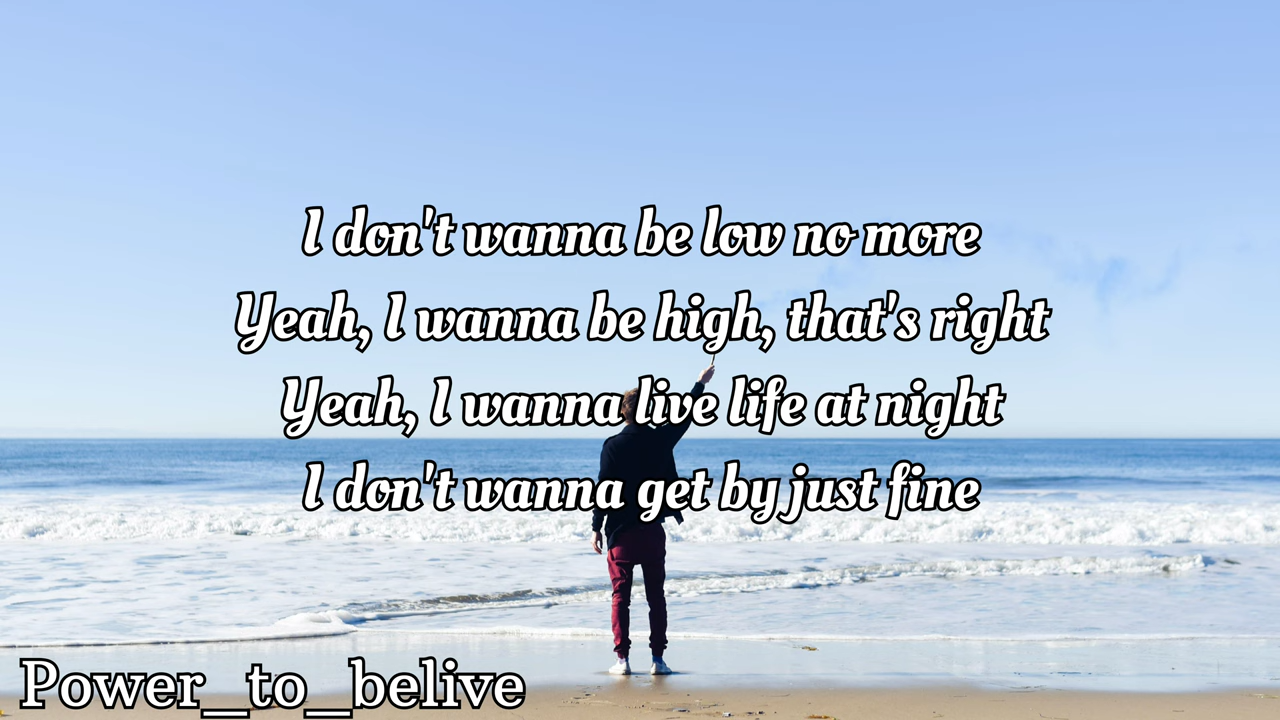 I don't wanna be low no more
Yeah, I wanna be high, that's right
Yeah, I wanna live life at night
I don't wanna get by just fine
Power_to_belive